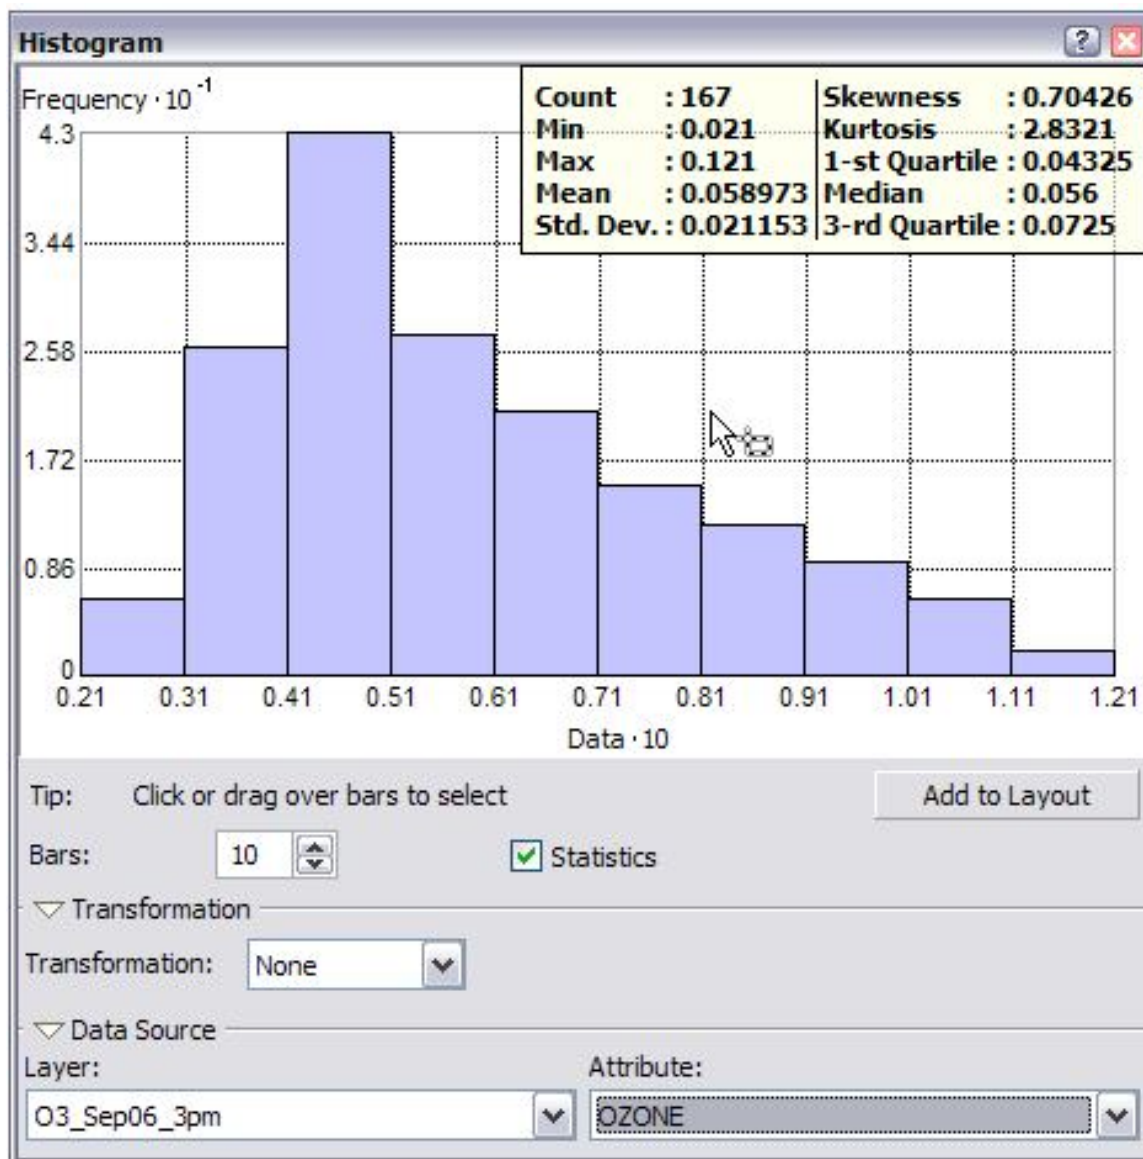 Histogram
Frequency · 10 -1
Count : 167 Skewness : 0.70426
Min : 0.021 Kurtosis : 2.8321
Max : 0.121 1-st Quartile : 0.04325
Mean : 0.058973 Median : 0.056
Std. Dev. : 0.021153 3-rd Quartile : 0.0725
4.3
3.44
2.58
1.72
0.86
0
0.21 0.31 0.41 0.51 0.61 0.71 0.81 0.91 1.01 1.11 1.21
Data · 10
Tip: Click or drag over bars to select
Add to Layout
Bars: 10 Statistics
Transformation
Transformation: None
Data Source
Layer: Attribute:
O3_Sep06_3pm OZONE